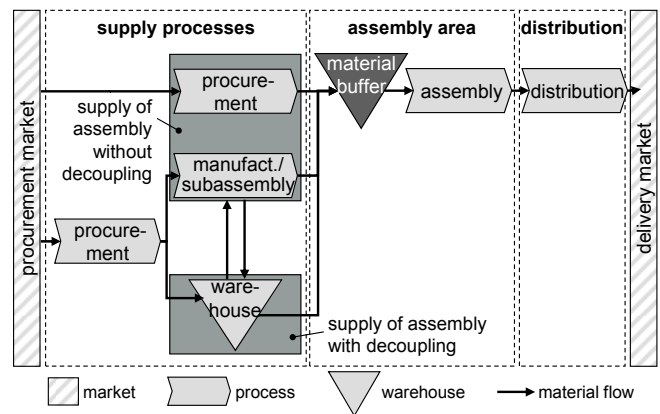 supply processes
assembly area
distribution
procurement market
procure-
ment
supply of
assembly
without
decoupling
manufact./
subassembly
procure-
ment
ware-
house
supply of assembly
with decoupling
material
buffer
assembly
distribution
delivery market
market
process
warehouse
material flow